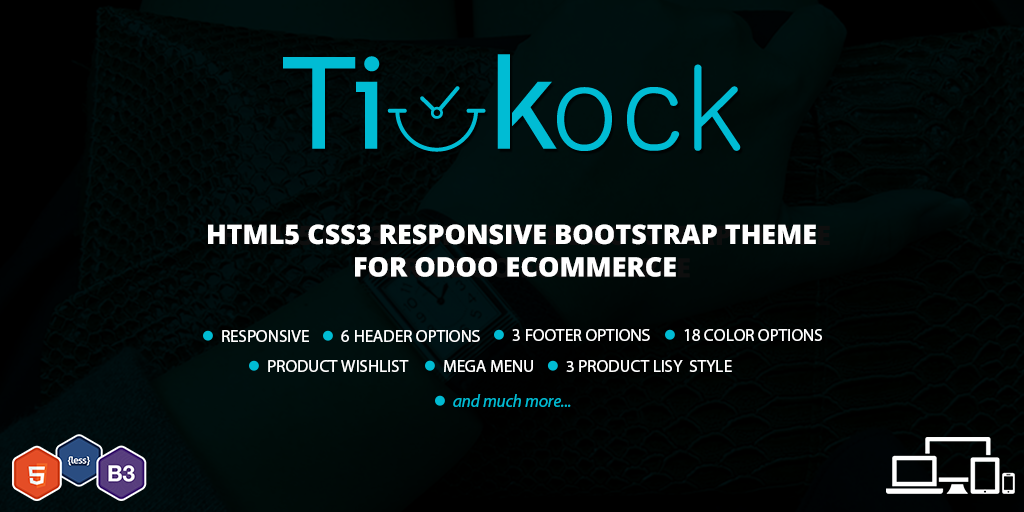 Tickock
HTML5 CSS3 RESPONSIVE BOOTSTRAP THEME
FOR ODOO ECOMMERCE
RESPONSIVE 6 HEADER OPTIONS 3 FOOTER OPTIONS 18 COLOR OPTIONS
PRODUCT WISHLIST MEGA MENU 3 PRODUCT LISY STYLE
and much more...
5 {less} B3